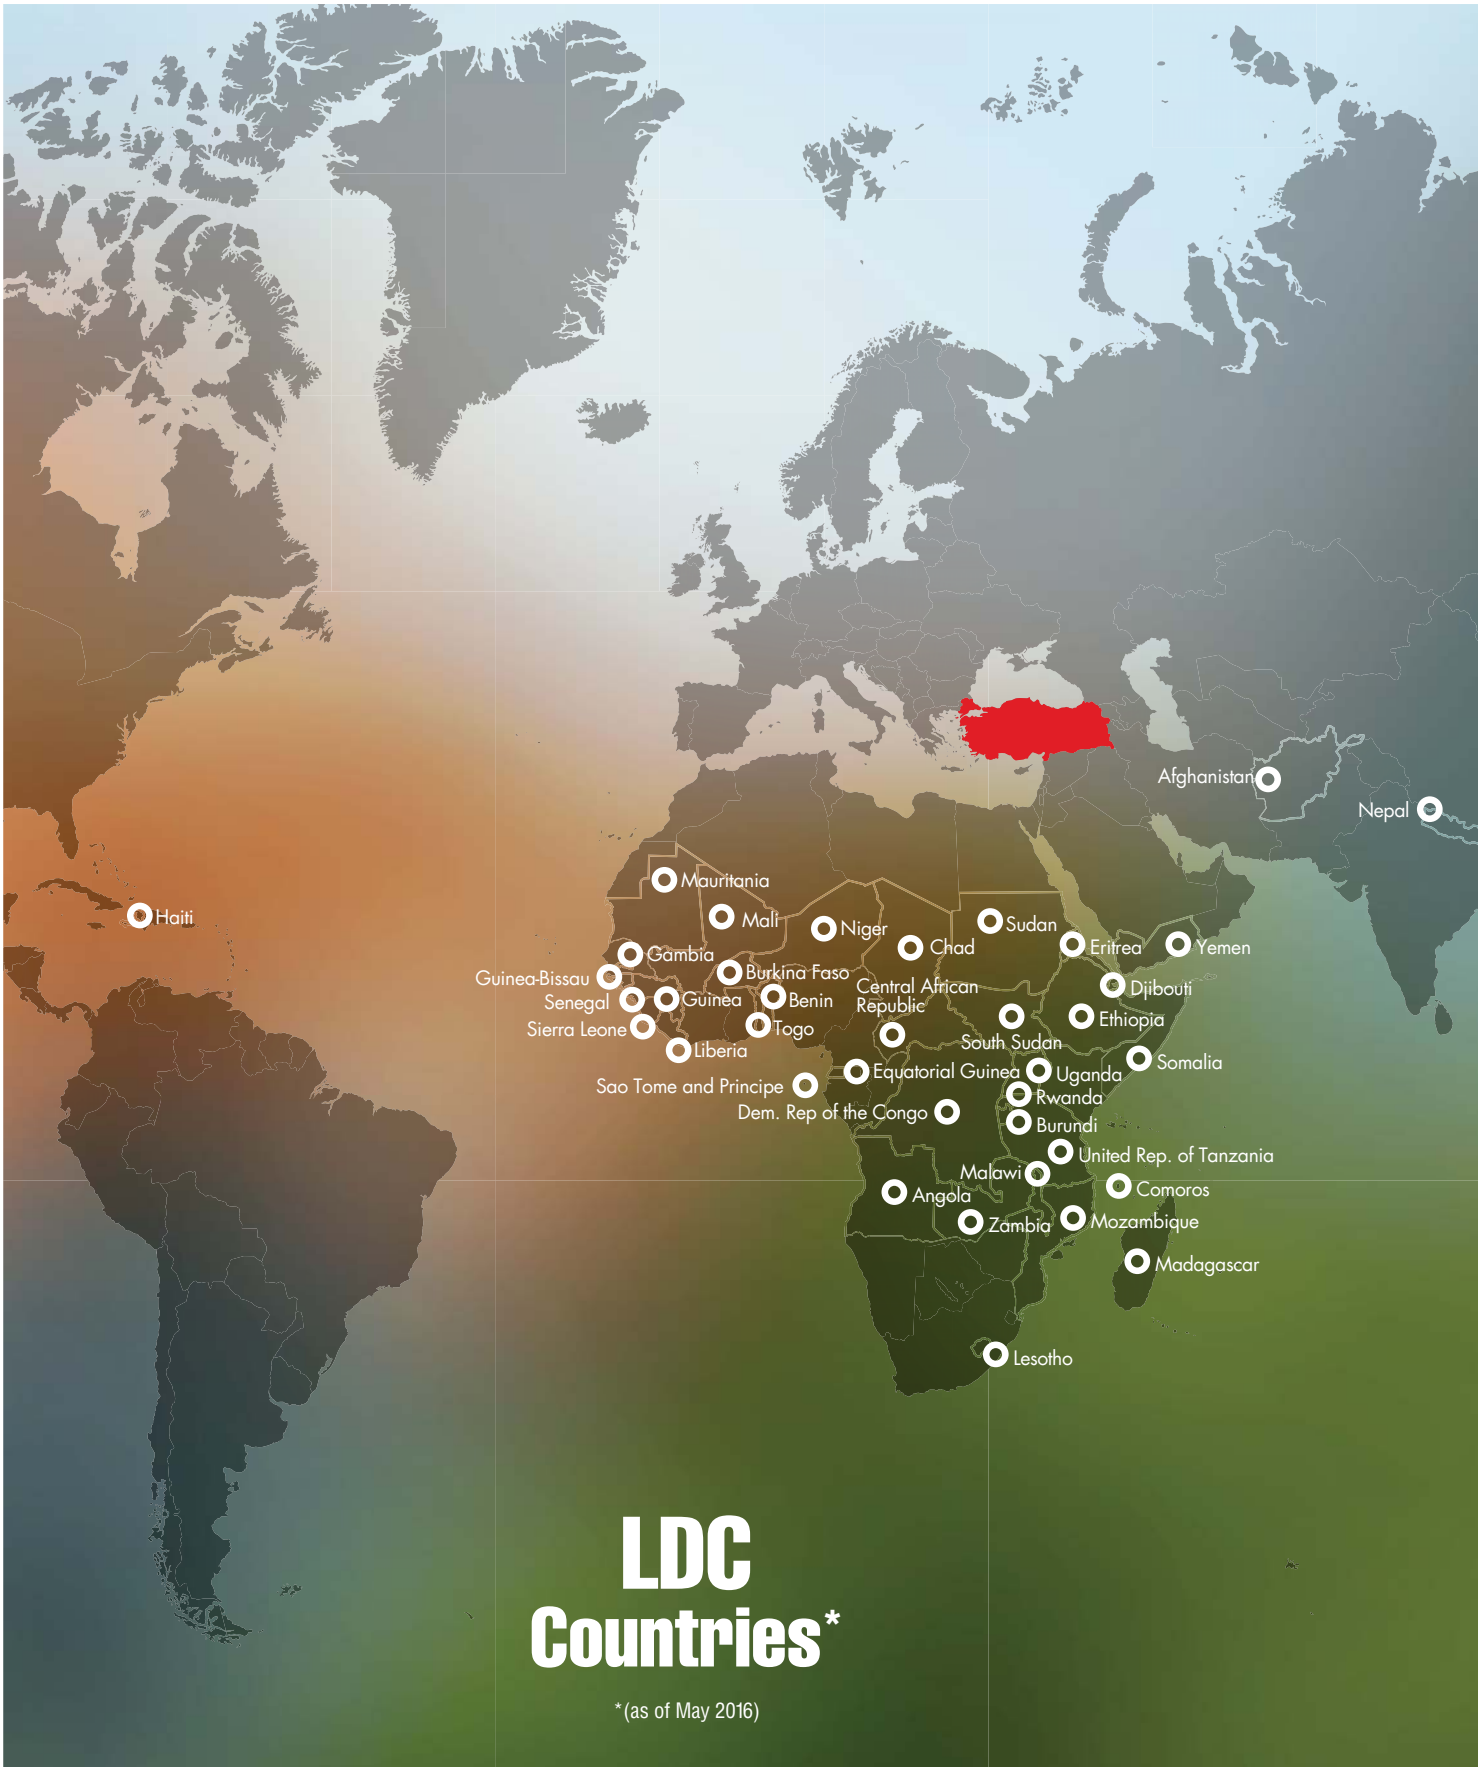 Afghanistan
Nepal
Mauritania
Haiti
Mali
Niger
Sudan
Chad
Eritrea
Yemen
Gambia
Guinea-Bissau
Burkina Faso
Central African
Republic
Djibouti
Senegal
Guinea
Benin
Ethiopia
Sierra Leone
Togo
South Sudan
Liberia
Somalia
Equatorial Guinea
Uganda
Sao Tome and Principe
Rwanda
Dem. Rep of the Congo
Burundi
United Rep. of Tanzania
Malawi
Comoros
Angola
Zambia
Mozambique
Madagascar
Lesotho
LDC
Countries*
*(as of May 2016)